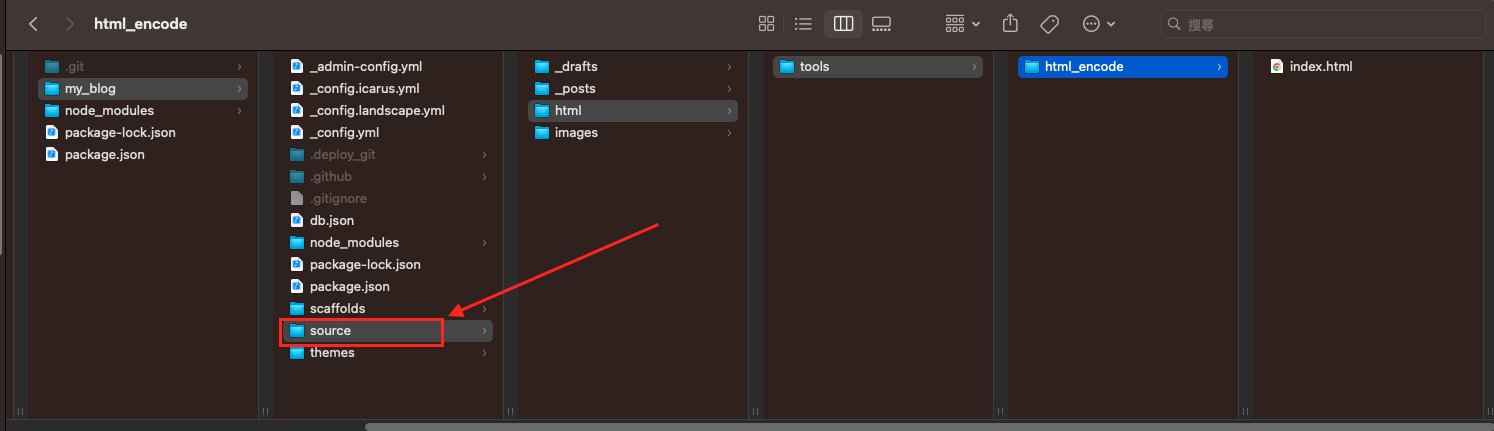 html_encode
搜尋
.git
my_blog
node_modules
package-lock.json
package.json
_admin-config.yml
_config.icarus.yml
_config.landscape.yml
_config.yml
.deploy_git
.github
.gitignore
db.json
node_modules
package-lock.json
package.json
scaffolds
source
themes
_drafts
_posts
html
images
tools
html_encode
index.html